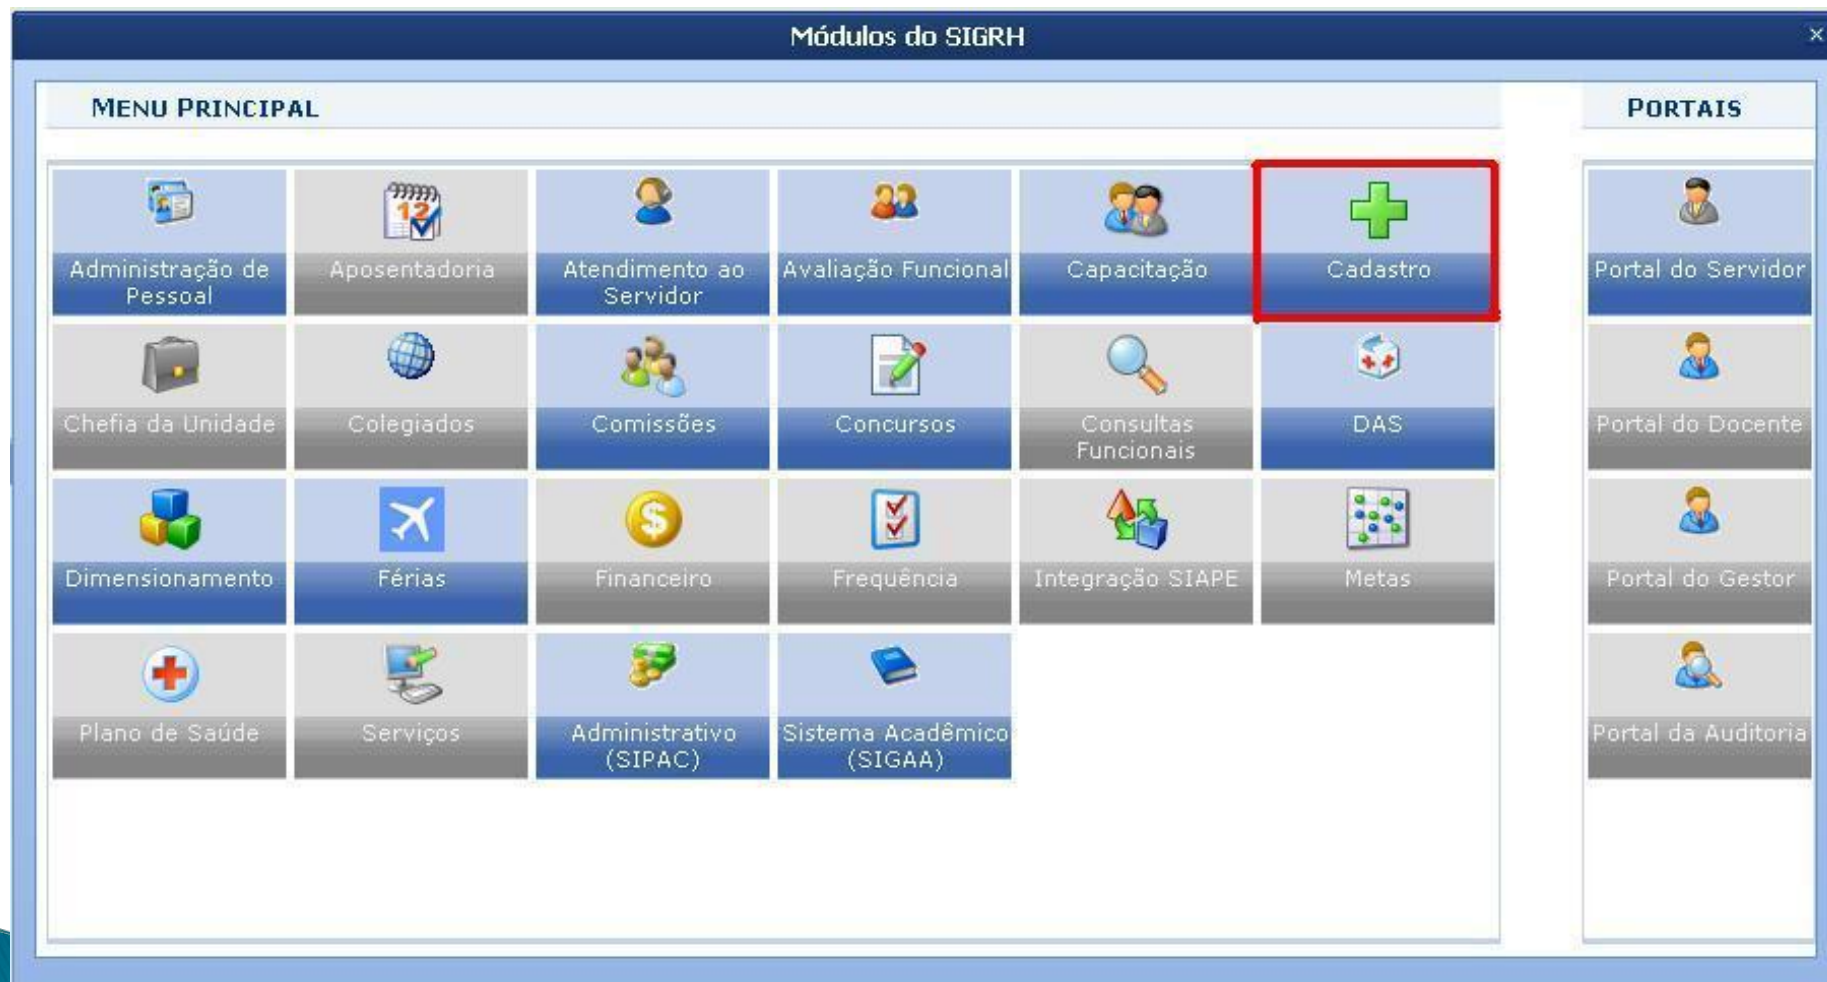 Módulos do SIGRH
MENU PRINCIPAL
PORTAIS
12
Administração de
Pessoal
Aposentadoria
Atendimento ao
Servidor
Avaliação Funcional
Capacitação
Cadastro
Portal do Servidor
Chefia da Unidade
Colegiados
Comissões
Concursos
Consultas
Funcionais
DAS
Portal do Docente
$
Dimensionamento
Férias
Financeiro
Frequência
Integração SIAPE
Metas
Portal do Gestor
Plano de Saúde
Serviços
Administrativo
(SIPAC)
Sistema Acadêmico
(SIGAA)
Portal da Auditoria